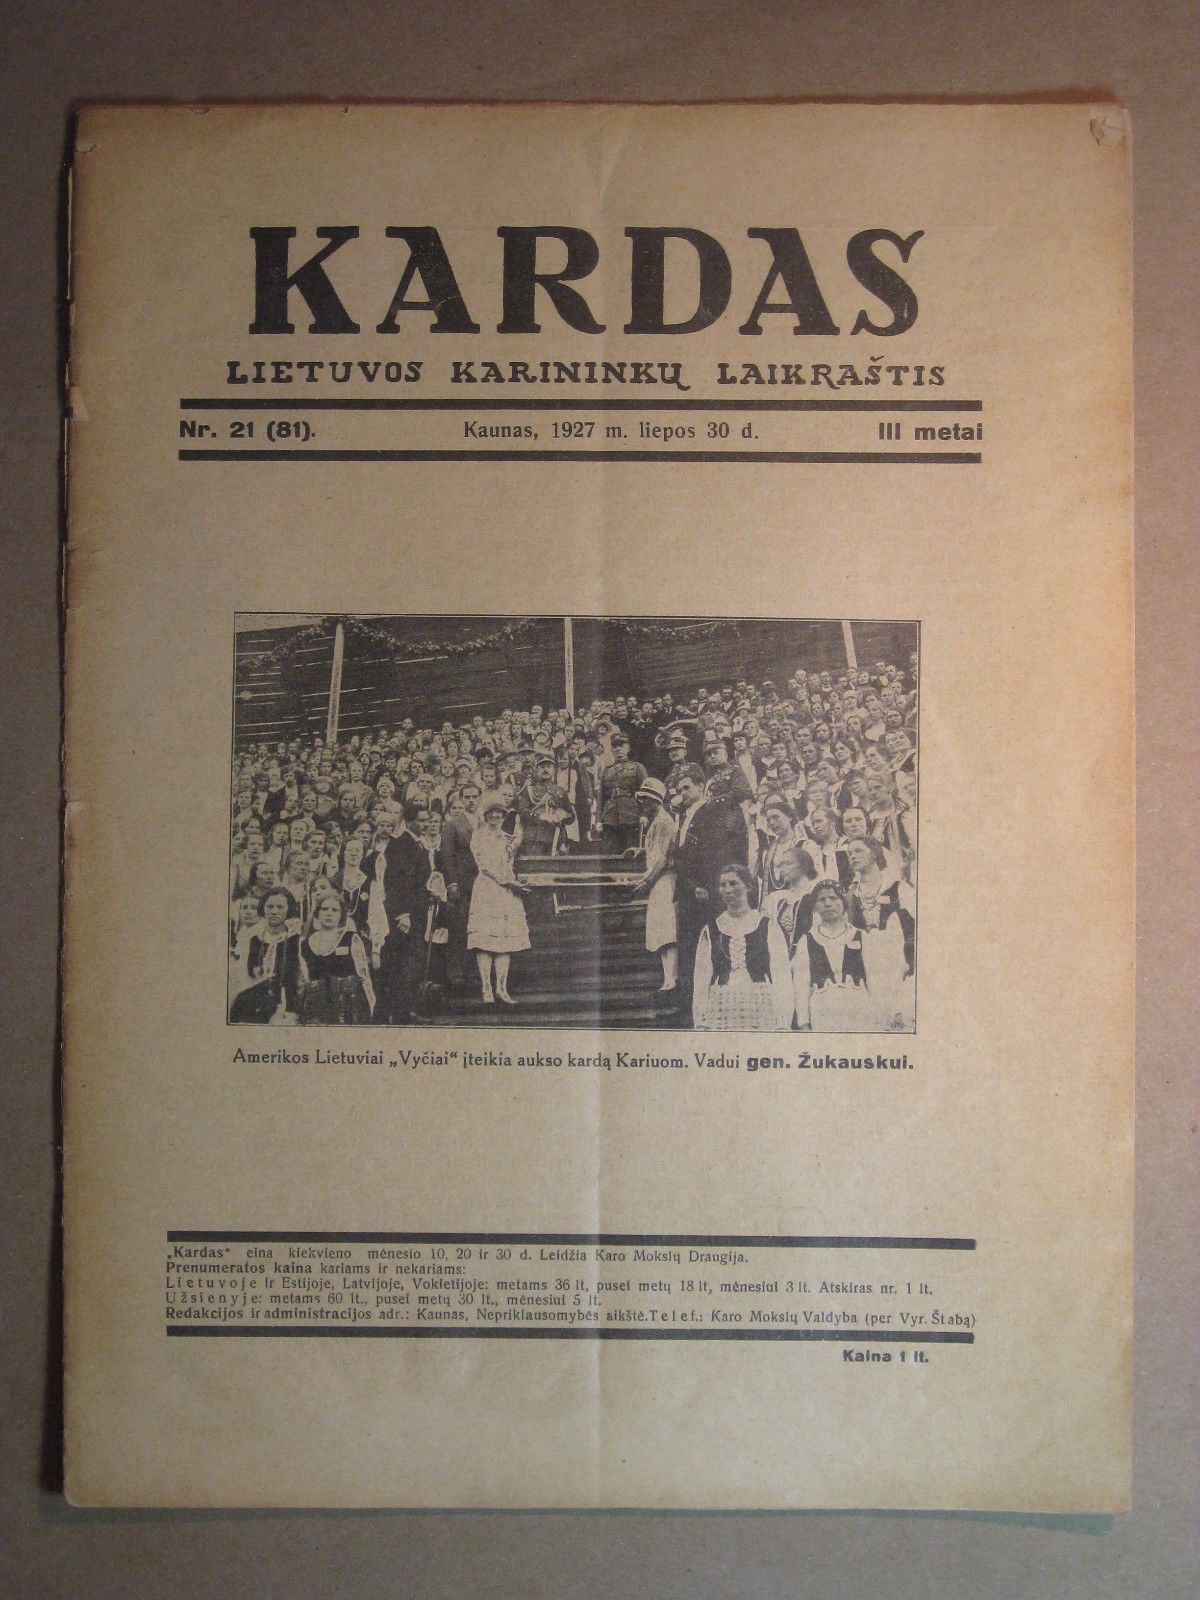 KARDAS
LIETUVOS KARININKŲ LAIKRAŠTIS
Nr. 21 (81). Kaunas, 1927 m. liepos 30 d. III metai
Amerikos Lietuviai „Vyčiai“ įteikia aukso kardą Kariuom. Vadui gen. Žukauskui.
„Kardas“ eina kiekvieno mėnesio 10, 20 ir 30 d. Leidžia Karo Mokslų Draugija.
Prenumeratos kaina kariams ir nekariams:
Lietuvoje ir Estijoje, Latvijoje, Vokietijoje: metams 36 lt, pusei metų 18 lt, mėnesiui 3 lt. Atskiras nr. 1 lt.
Užsienyje: metams 60 lt., pusei metų 30 lt., mėnesiui 5 lt.
Redakcijos ir administracijos adr.: Kaunas, Nepriklausomybės aikštė. Telef.: Karo Mokslų Valdyba (per Vyr. Štabą)
Kaina 1 lt.